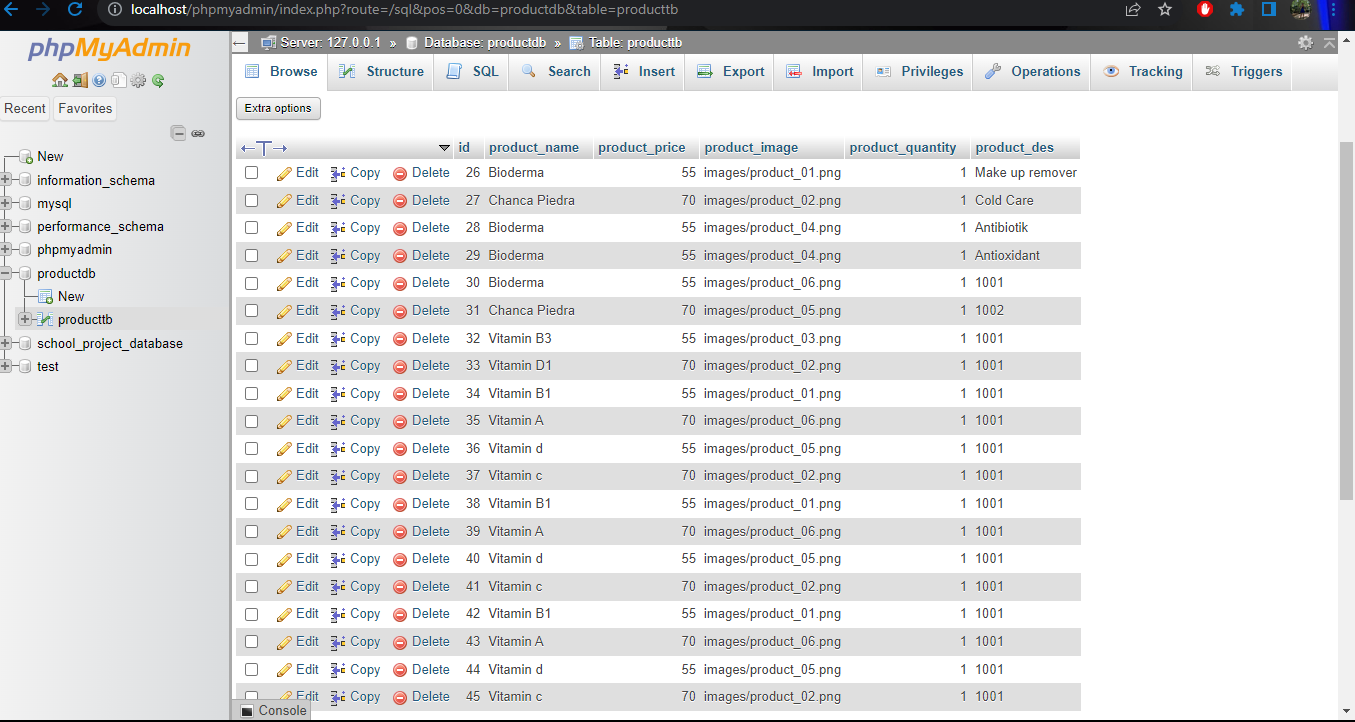 localhost/phpmyadmin/index.php?route=/sql&pos=0&db=productdb&table=producttb
phpMyAdmin
Recent Favorites
New
information_schema
mysql
performance_schema
phpmyadmin
productdb
New
producttb
school_project_database
test
Server: 127.0.0.1 » Database: productdb » Table: producttb
Browse Structure SQL Search Insert Export Import Privileges Operations Tracking Triggers
Extra options
←T→ id product_name product_price product_image product_quantity product_des
Edit Copy Delete 26 Bioderma 55 images/product_01.png 1 Make up remover
Edit Copy Delete 27 Chanca Piedra 70 images/product_02.png 1 Cold Care
Edit Copy Delete 28 Bioderma 55 images/product_04.png 1 Antibiotik
Edit Copy Delete 29 Bioderma 55 images/product_04.png 1 Antioxidant
Edit Copy Delete 30 Bioderma 55 images/product_06.png 1 1001
Edit Copy Delete 31 Chanca Piedra 70 images/product_05.png 1 1002
Edit Copy Delete 32 Vitamin B3 55 images/product_03.png 1 1001
Edit Copy Delete 33 Vitamin D1 70 images/product_02.png 1 1001
Edit Copy Delete 34 Vitamin B1 55 images/product_01.png 1 1001
Edit Copy Delete 35 Vitamin A 70 images/product_06.png 1 1001
Edit Copy Delete 36 Vitamin d 55 images/product_05.png 1 1001
Edit Copy Delete 37 Vitamin c 70 images/product_02.png 1 1001
Edit Copy Delete 38 Vitamin B1 55 images/product_01.png 1 1001
Edit Copy Delete 39 Vitamin A 70 images/product_06.png 1 1001
Edit Copy Delete 40 Vitamin d 55 images/product_05.png 1 1001
Edit Copy Delete 41 Vitamin c 70 images/product_02.png 1 1001
Edit Copy Delete 42 Vitamin B1 55 images/product_01.png 1 1001
Edit Copy Delete 43 Vitamin A 70 images/product_06.png 1 1001
Edit Copy Delete 44 Vitamin d 55 images/product_05.png 1 1001
Edit Copy Delete 45 Vitamin c 70 images/product_02.png 1 1001
Console